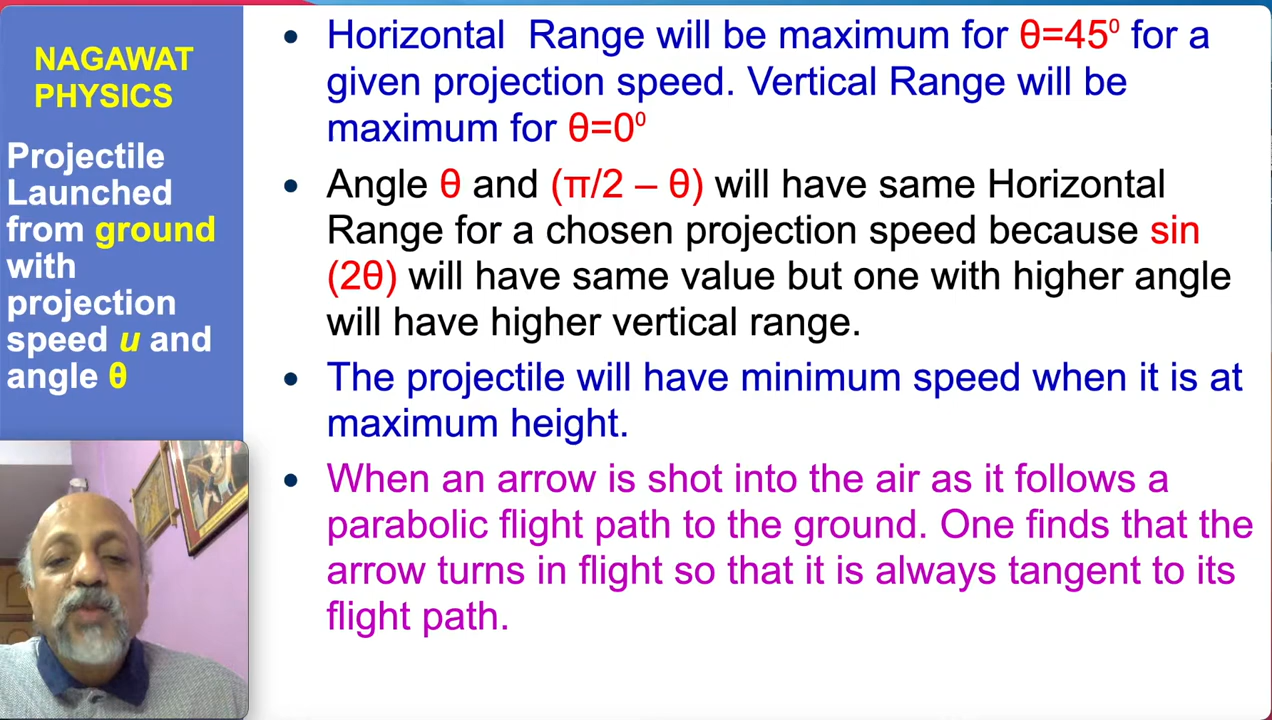 NAGAWAT
PHYSICS
Projectile
Launched
from ground
with
projection
speed u and
angle θ
• Horizontal Range will be maximum for θ=45⁰ for a
given projection speed. Vertical Range will be
maximum for θ=0⁰
• Angle θ and (π/2 – θ) will have same Horizontal
Range for a chosen projection speed because sin
(2θ) will have same value but one with higher angle
will have higher vertical range.
• The projectile will have minimum speed when it is at
maximum height.
• When an arrow is shot into the air as it follows a
parabolic flight path to the ground. One finds that the
arrow turns in flight so that it is always tangent to its
flight path.